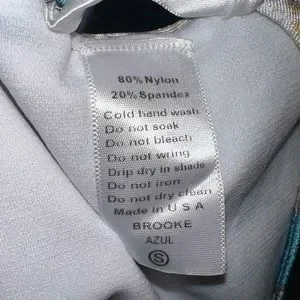 80% Nylon
20% Spandex
Cold hand wash
Do not soak
Do not bleach
Do not wring
Drip dry in shade
Do not iron
Do not dry clean
Made in U S A
BROOKE
AZUL
S